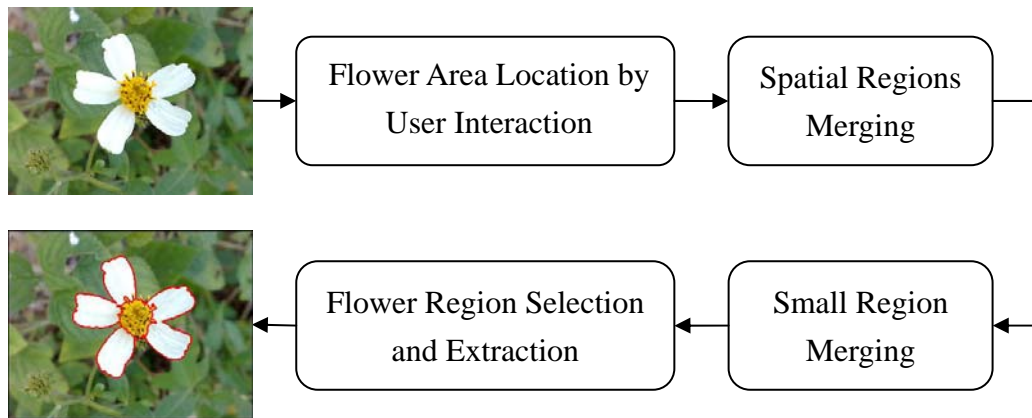 Flower Area Location by
User Interaction
Spatial Regions
Merging
Flower Region Selection
and Extraction
Small Region
Merging